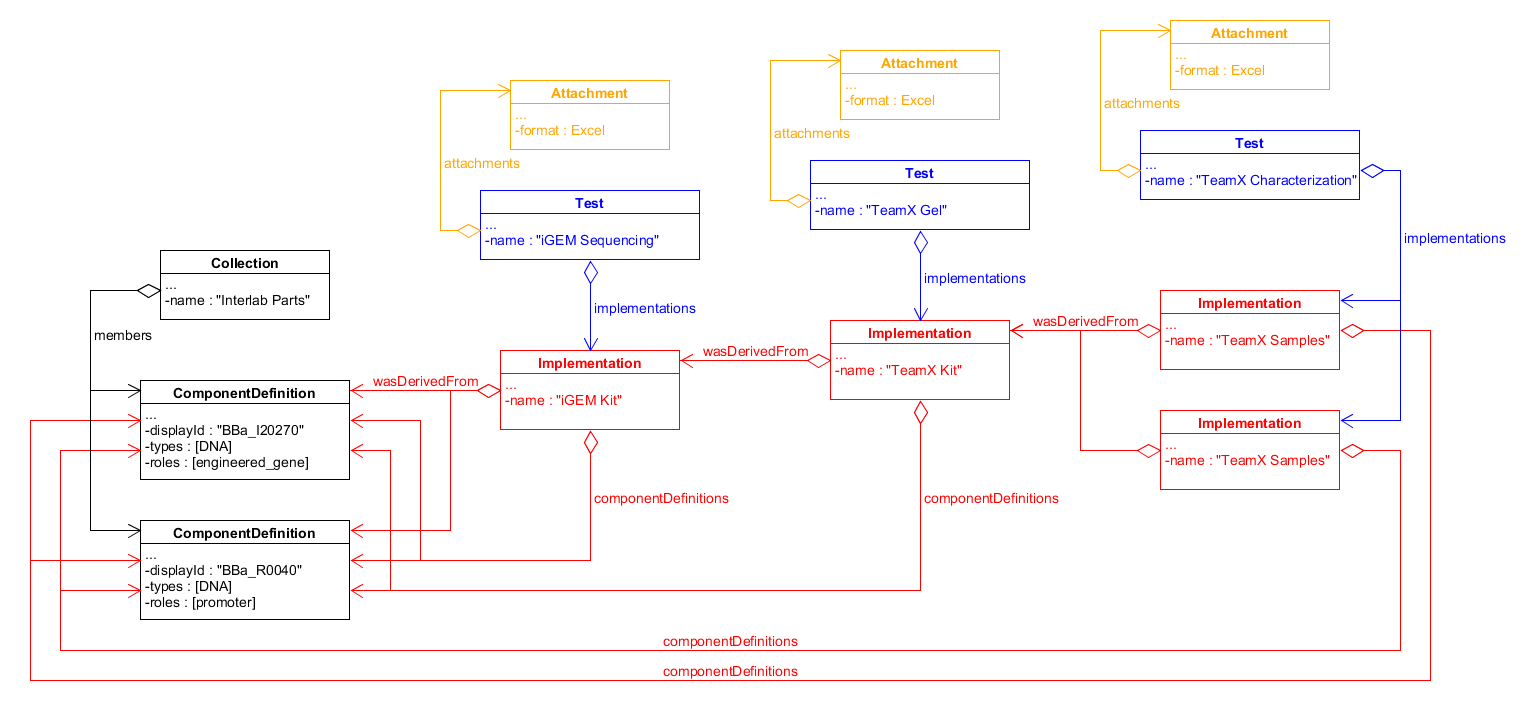 Attachment
...
-format : Excel
attachments
Test
...
-name : "TeamX Characterization"
implementations
Attachment
...
-format : Excel
attachments
Test
...
-name : "TeamX Gel"
implementations
Attachment
...
-format : Excel
attachments
Test
...
-name : "iGEM Sequencing"
implementations
Collection
...
-name : "Interlab Parts"
members
Implementation
...
-name : "TeamX Samples"
wasDerivedFrom
Implementation
...
-name : "TeamX Kit"
wasDerivedFrom
Implementation
...
-name : "iGEM Kit"
wasDerivedFrom
ComponentDefinition
...
-displayId : "BBa_I20270"
-types : [DNA]
-roles : [engineered_gene]
Implementation
...
-name : "TeamX Samples"
componentDefinitions
componentDefinitions
ComponentDefinition
...
-displayId : "BBa_R0040"
-types : [DNA]
-roles : [promoter]
componentDefinitions
componentDefinitions